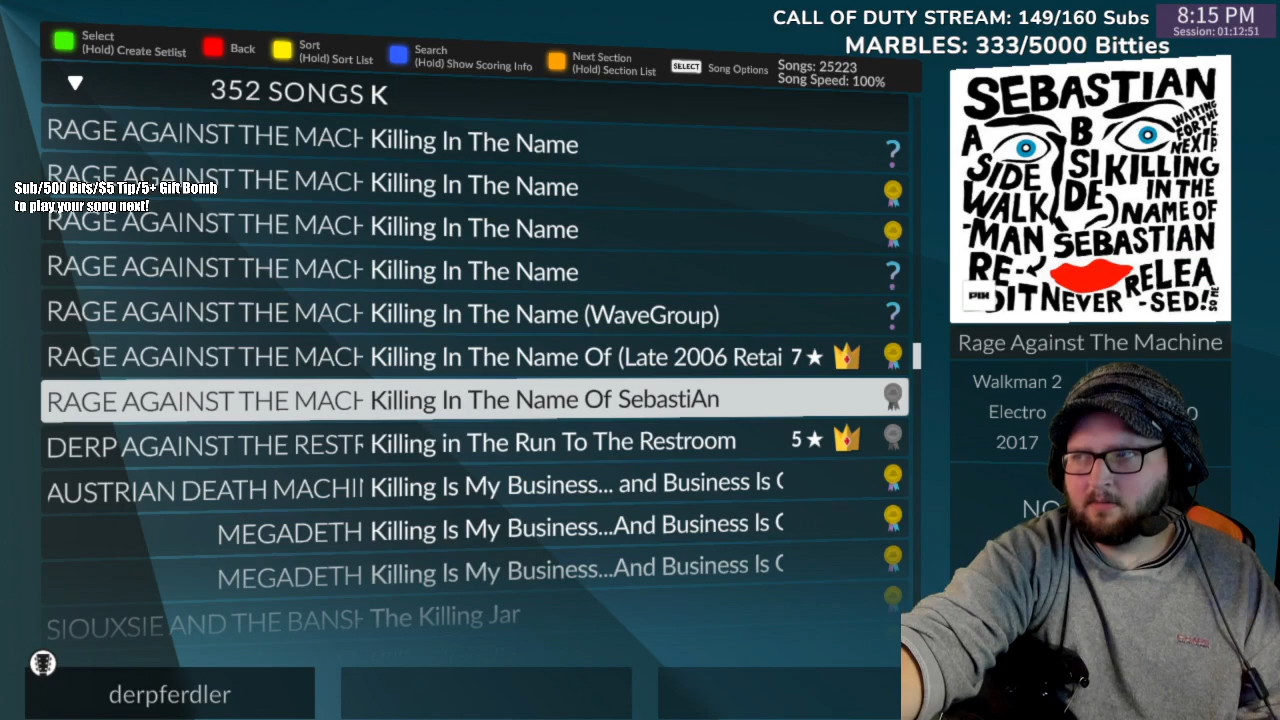 CALL OF DUTY STREAM: 149/160 Subs
8:15 PM
Session: 01:12:51
MARBLES: 333/5000 Bitties
Select
(Hold) Create Setlist
Back
Sort
(Hold) Sort List
Search
(Hold) Show Scoring Info
Next Section
(Hold) Section List
SELECT
Song Options
Songs: 25223
Song Speed: 100%
352 SONGS K
RAGE AGAINST THE MACH Killing In The Name ?
RAGE AGAINST THE MACH Killing In The Name
Sub/500 Bits/$5 Tip/5+ Gift Bomb
to play your song next!
RAGE AGAINST THE MACH Killing In The Name
RAGE AGAINST THE MACH Killing In The Name ?
RAGE AGAINST THE MACH Killing In The Name (WaveGroup) ?
RAGE AGAINST THE MACH Killing In The Name Of (Late 2006 Retai 7★
RAGE AGAINST THE MACH Killing In The Name Of SebastiAn
DERP AGAINST THE RESTR Killing in The Run To The Restroom 5★
AUSTRIAN DEATH MACHII Killing Is My Business... and Business Is G
MEGADETH Killing Is My Business...And Business Is G
MEGADETH Killing Is My Business...And Business Is G
SIOUXSIE AND THE BANSH The Killing Jar
derpferdler
SEBASTIAN
A SIDE WALK-MAN
B SIDE
WAITING FOR THE NEXT P.
KILLING IN THE NAME OF
SEBASTIAN
RE-EDIT NEVER RELEA-SED!
SO ME
Rage Against The Machine
Walkman 2
Electro
2017
NO